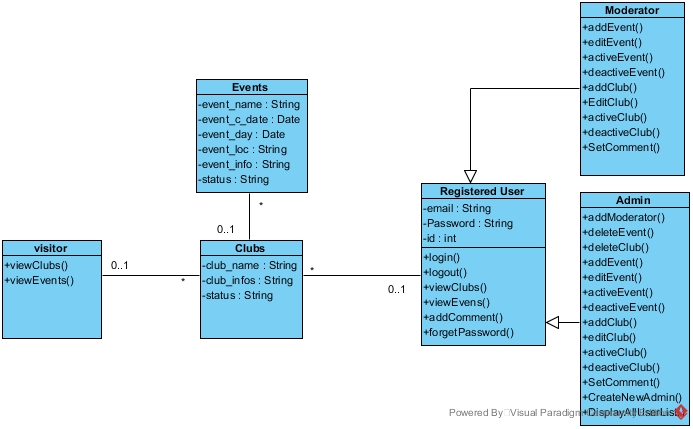 Moderator
+addEvent()
+editEvent()
+activeEvent()
+deactiveEvent()
+addClub()
+EditClub()
+activeClub()
+deactiveClub()
+SetComment()
Events
-event_name : String
-event_c_date : Date
-event_day : Date
-event_loc : String
-event_info : String
-status : String
*
0..1
Registered User
-email : String
-Password : String
-id : int
+login()
+logout()
+viewClubs()
+viewEvens()
+addComment()
+forgetPassword()
Admin
+addModerator()
+deleteEvent()
+deleteClub()
+addEvent()
+editEvent()
+activeEvent()
+deactiveEvent()
+addClub()
+editClub()
+activeClub()
+deactiveClub()
+SetComment()
+CreateNewAdmin()
+DisplayAllUserList()
visitor
+viewClubs()
+viewEvents()
0..1
*
Clubs
-club_name : String
-club_infos : String
-status : String
*
0..1
Powered By Visual Paradigm